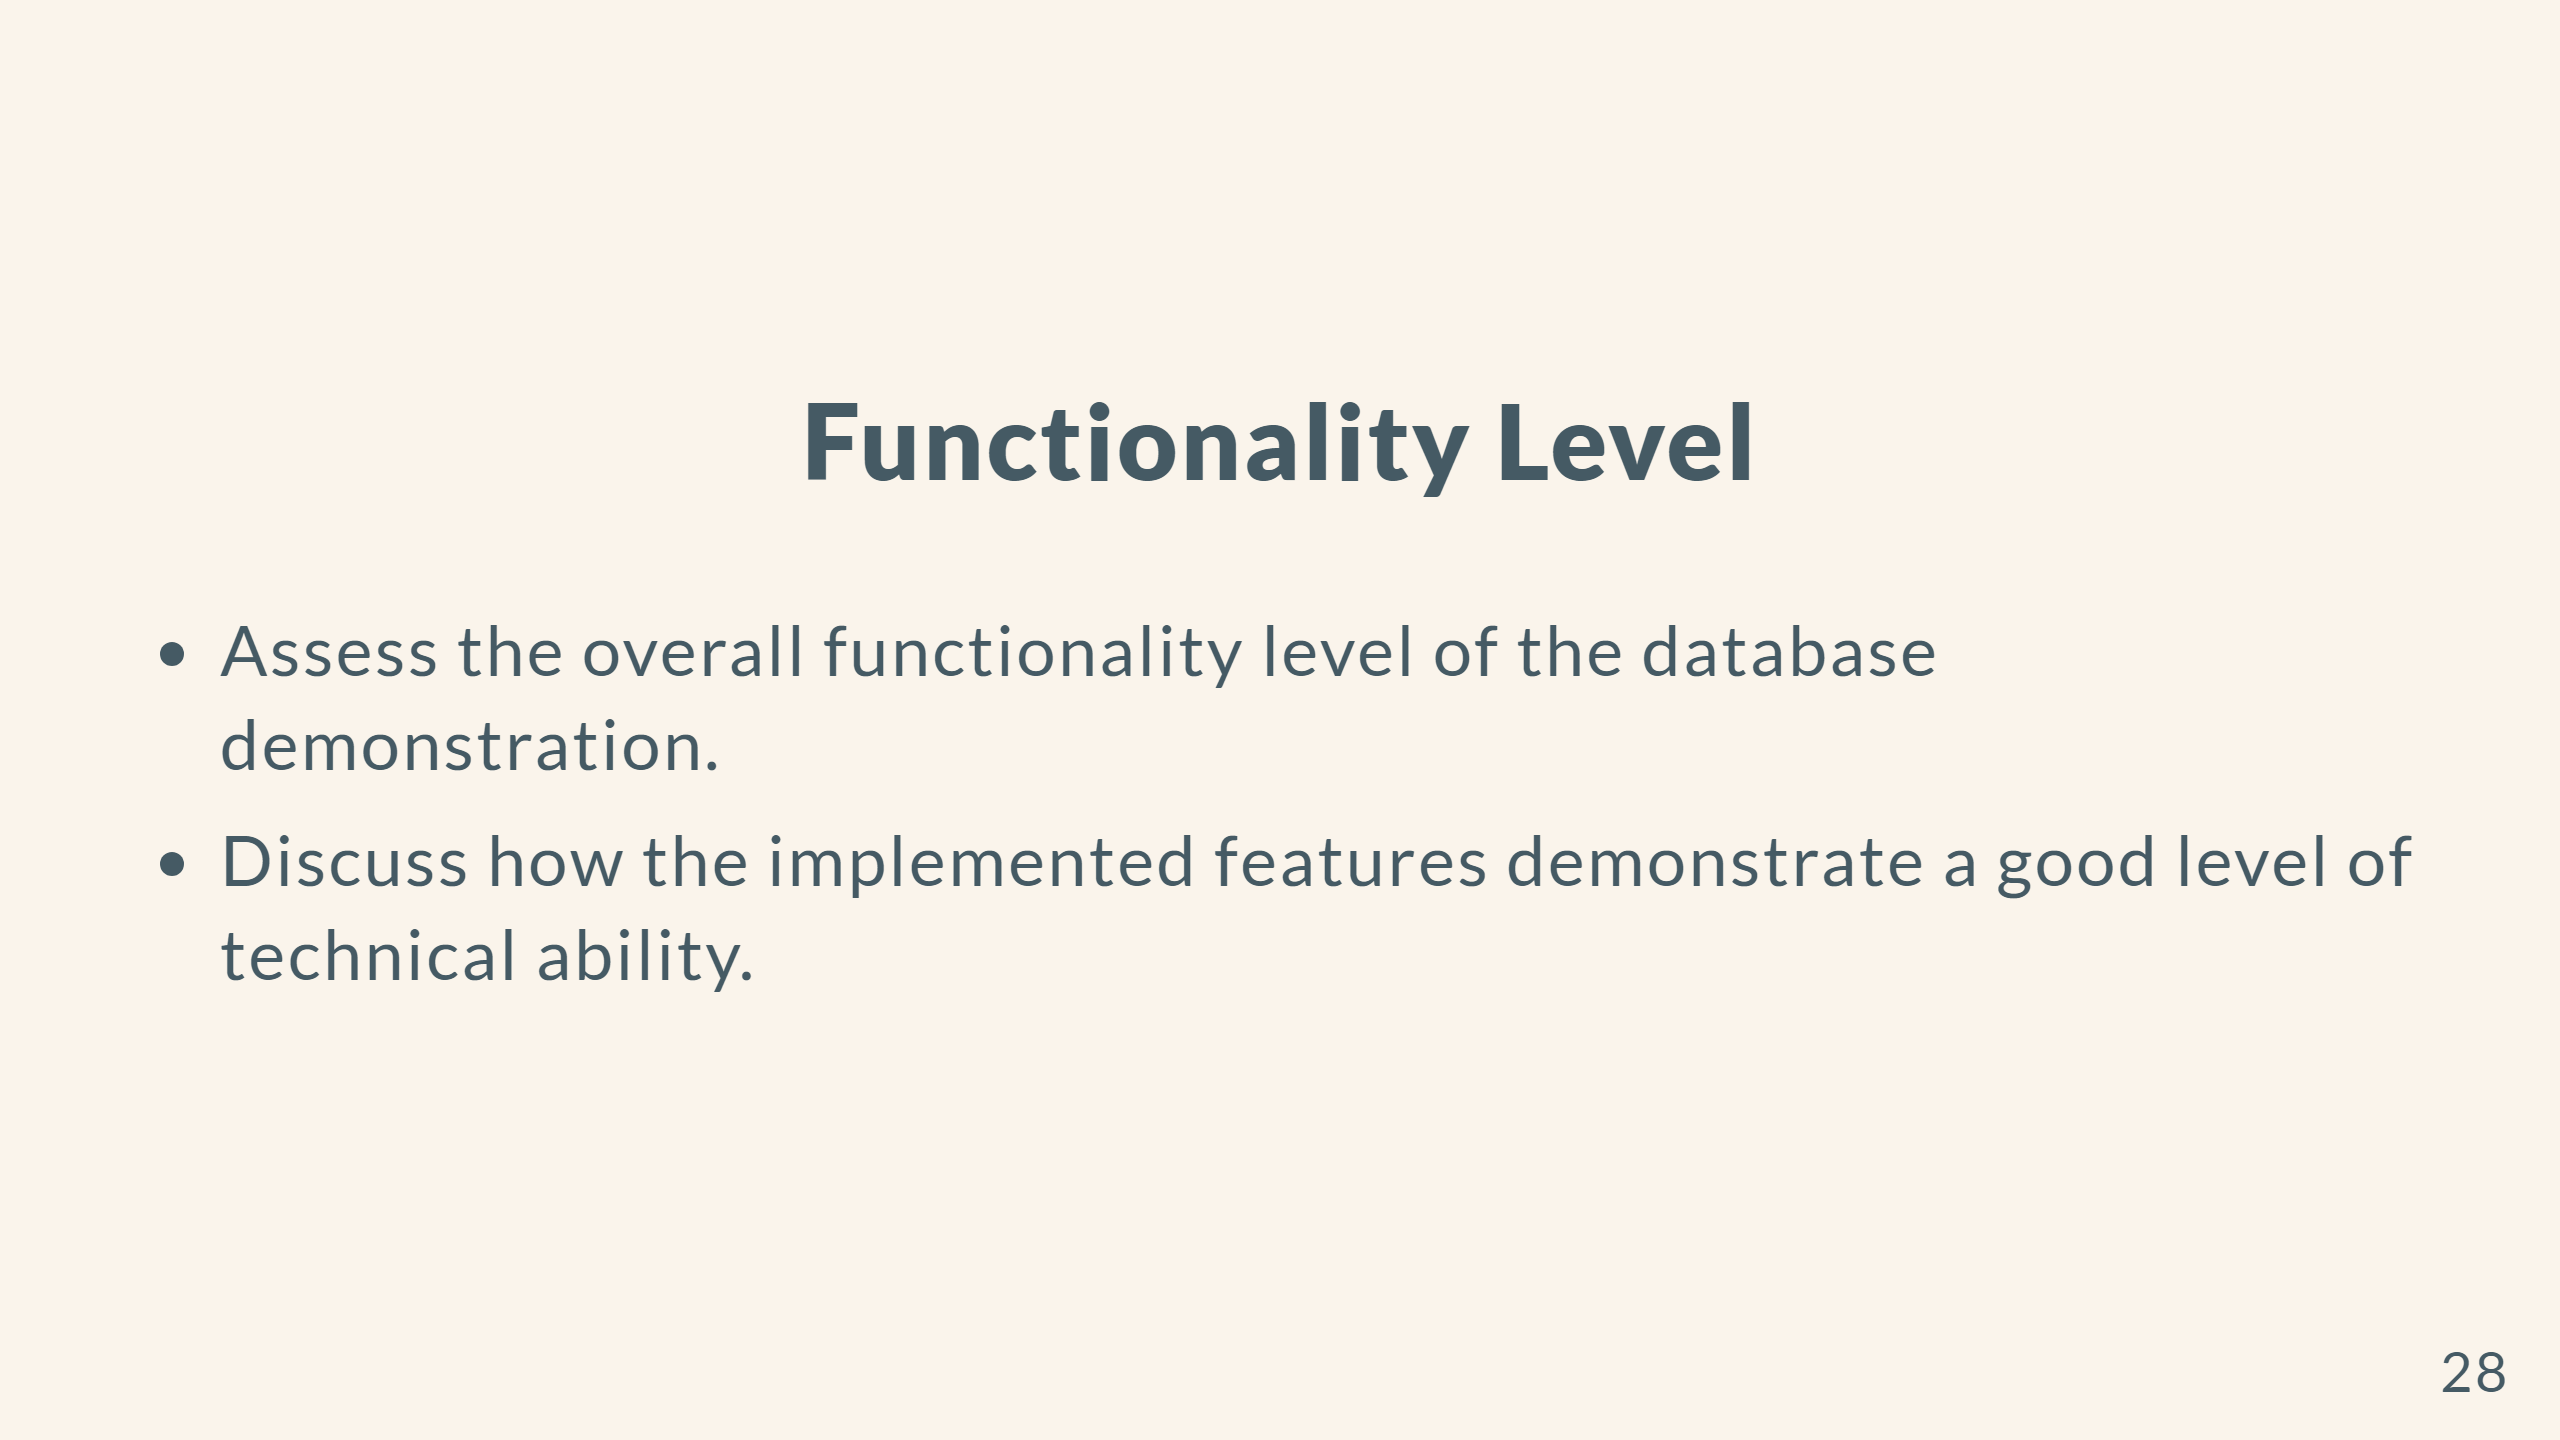 Functionality Level
• Assess the overall functionality level of the database
demonstration.
• Discuss how the implemented features demonstrate a good level of
technical ability.
28